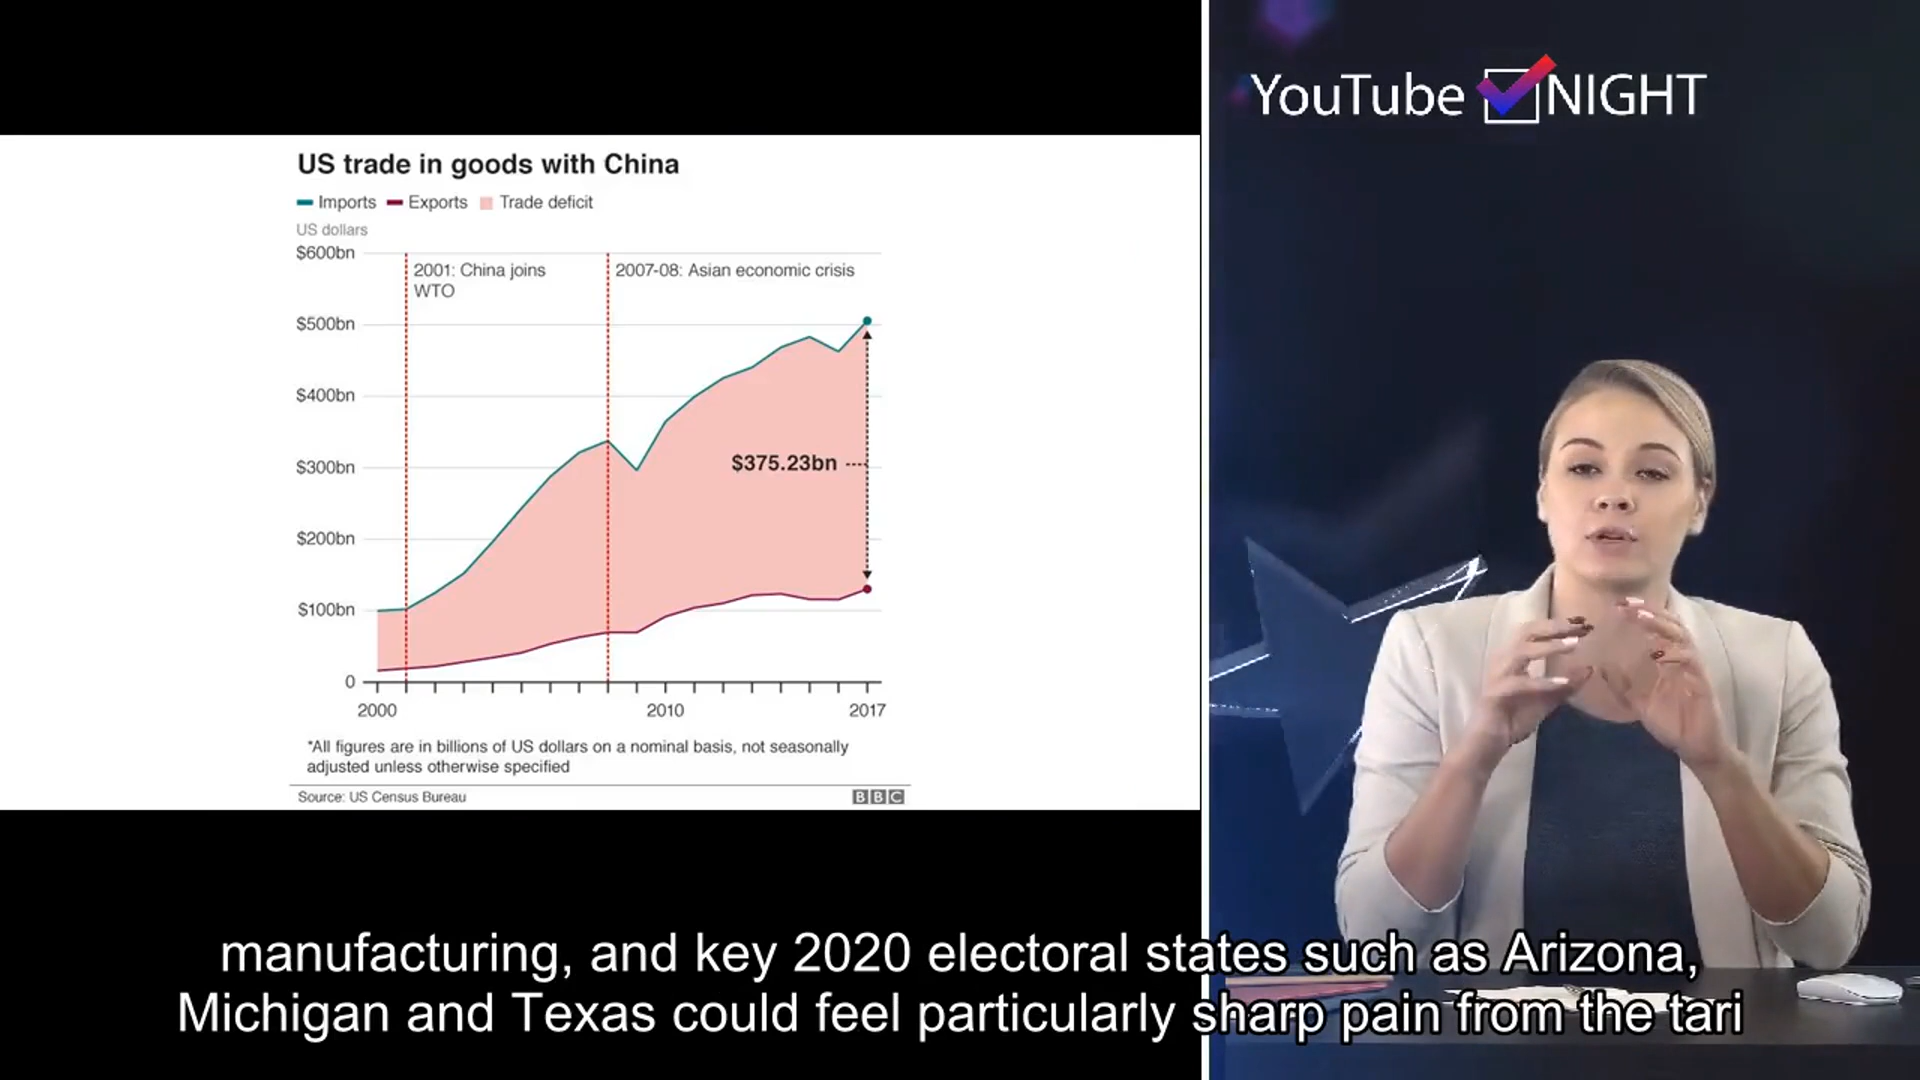 YouTube NIGHT
US trade in goods with China
Imports Exports Trade deficit
US dollars
$600bn
2001: China joins
WTO
2007-08: Asian economic crisis
$500bn
$400bn
$375.23bn
$300bn
$200bn
$100bn
0
2000 2010 2017
*All figures are in billions of US dollars on a nominal basis, not seasonally
adjusted unless otherwise specified
Source: US Census Bureau BBC
manufacturing, and key 2020 electoral states such as Arizona,
Michigan and Texas could feel particularly sharp pain from the tari